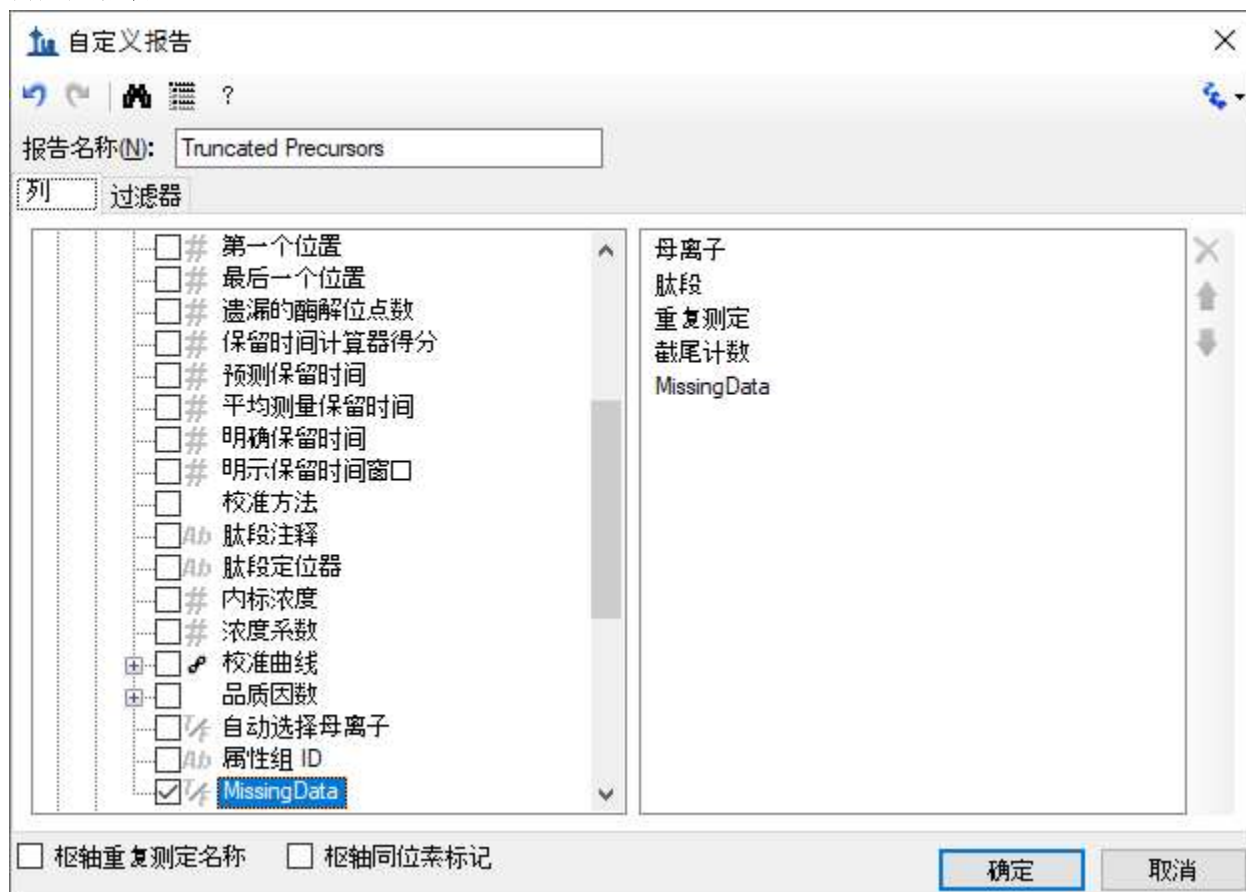 自定义报告
?
报告名称(N): Truncated Precursors
列 过滤器
# 第一个位置
# 最后一个位置
# 遗漏的酶解位点数
# 保留时间计算器得分
# 预测保留时间
# 平均测量保留时间
# 明确保留时间
# 明示保留时间窗口
校准方法
Ab 肽段注释
Ab 肽段定位器
# 内标浓度
# 浓度系数
校准曲线
品质因数
T/F 自动选择母离子
Ab 属性组 ID
T/F MissingData
母离子
肽段
重复测定
截尾计数
MissingData
枢轴重复测定名称 枢轴同位素标记
确定 取消